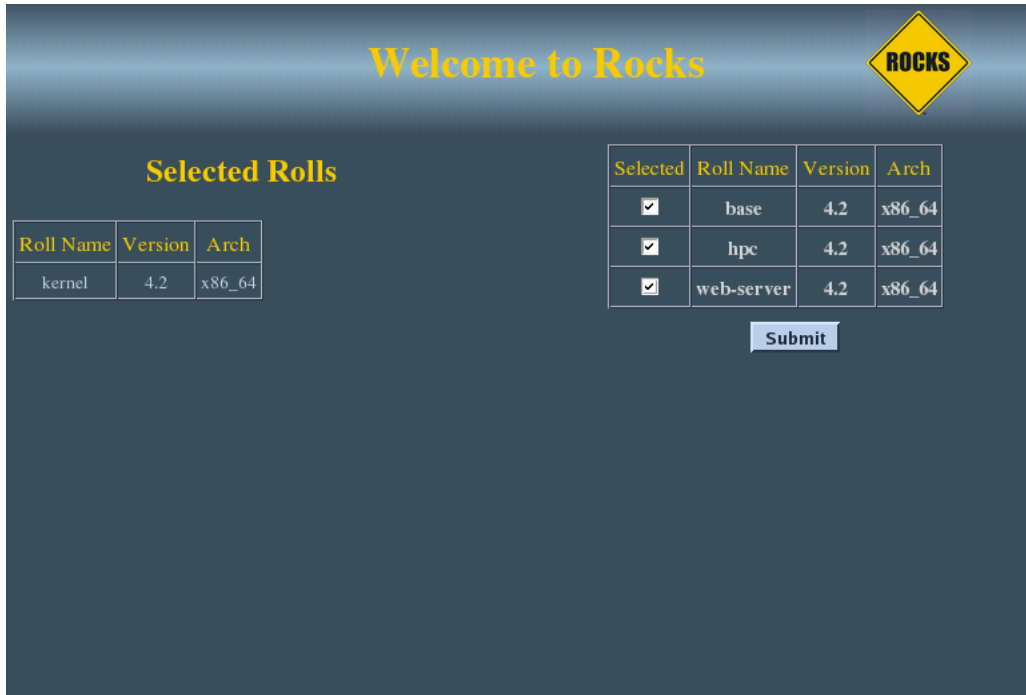 Welcome to Rocks
ROCKS
Selected Rolls
Roll Name Version Arch
kernel 4.2 x86_64
Selected Roll Name Version Arch
base 4.2 x86_64
hpc 4.2 x86_64
web-server 4.2 x86_64
Submit